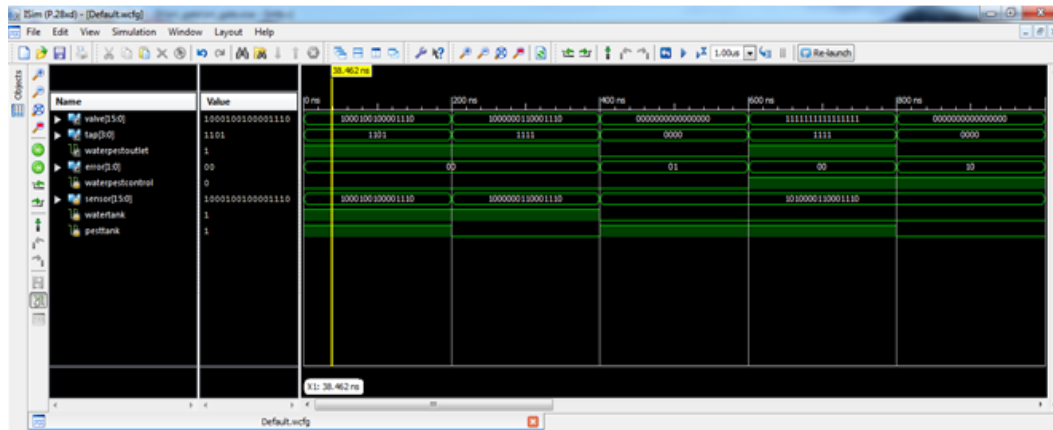 ISim (P.28xd) - [Default.wcfg]
File Edit View Simulation Window Layout Help
1.00us Re-launch
Objects
38.462 ns
Name Value 0 ns 200 ns 400 ns 600 ns 800 ns
valve[15:0] 1000100100001110 1000100100001110 1000000110001110 0000000000000000 1111111111111111 0000000000000000
tap[3:0] 1101 1101 1111 0000 1111 0000
waterpestoutlet 1
error[1:0] 00 00 01 00 10
waterpestcontrol 0
sensor[15:0] 1000100100001110 1000100100001110 1000000110001110 1010000110001110
watertank 1
pesttank 1
X1: 38.462 ns
Default.wcfg